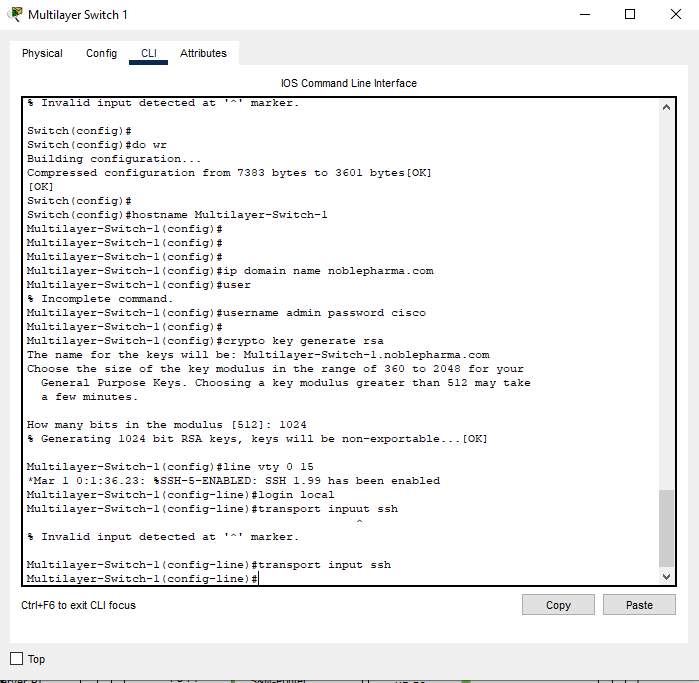 Multilayer Switch 1
Physical Config CLI Attributes
IOS Command Line Interface
% Invalid input detected at '^' marker.
Switch(config)#
Switch(config)#do wr
Building configuration...
Compressed configuration from 7383 bytes to 3601 bytes[OK]
[OK]
Switch(config)#
Switch(config)#hostname Multilayer-Switch-1
Multilayer-Switch-1(config)#
Multilayer-Switch-1(config)#
Multilayer-Switch-1(config)#
Multilayer-Switch-1(config)#ip domain name noblepharma.com
Multilayer-Switch-1(config)#user
% Incomplete command.
Multilayer-Switch-1(config)#username admin password cisco
Multilayer-Switch-1(config)#
Multilayer-Switch-1(config)#crypto key generate rsa
The name for the keys will be: Multilayer-Switch-1.noblepharma.com
Choose the size of the key modulus in the range of 360 to 2048 for your
General Purpose Keys. Choosing a key modulus greater than 512 may take
a few minutes.
How many bits in the modulus [512]: 1024
% Generating 1024 bit RSA keys, keys will be non-exportable...[OK]
Multilayer-Switch-1(config)#line vty 0 15
*Mar 1 0:1:36.23: %SSH-5-ENABLED: SSH 1.99 has been enabled
Multilayer-Switch-1(config-line)#login local
Multilayer-Switch-1(config-line)#transport inpuut ssh
^
% Invalid input detected at '^' marker.
Multilayer-Switch-1(config-line)#transport input ssh
Multilayer-Switch-1(config-line)#
Ctrl+F6 to exit CLI focus
Copy
Paste
Top